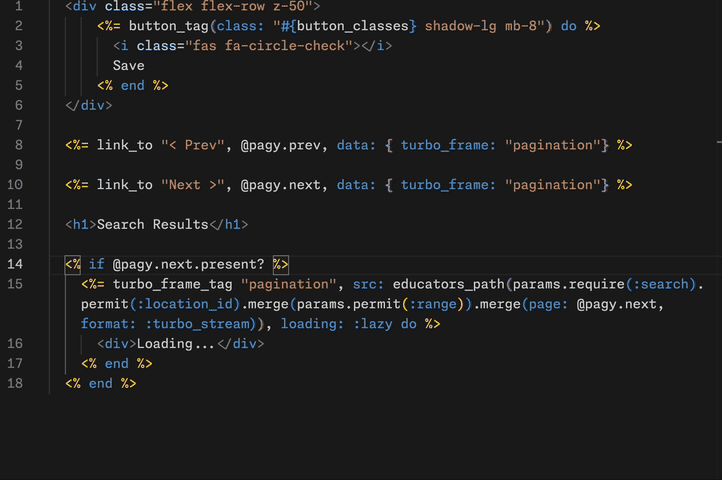 1 <div class="flex flex-row z-50">
2 <%= button_tag(class: "#{button_classes} shadow-lg mb-8") do %>
3 <i class="fas fa-circle-check"></i>
4 Save
5 <% end %>
6 </div>
7
8 <%= link_to "< Prev", @pagy.prev, data: { turbo_frame: "pagination"} %>
9
10 <%= link_to "Next >", @pagy.next, data: { turbo_frame: "pagination"} %>
11
12 <h1>Search Results</h1>
13
14 <% if @pagy.next.present? %>
15 <%= turbo_frame_tag "pagination", src: educators_path(params.require(:search).
permit(:location_id).merge(params.permit(:range)).merge(page: @pagy.next,
format: :turbo_stream)), loading: :lazy do %>
16 <div>Loading...</div>
17 <% end %>
18 <% end %>